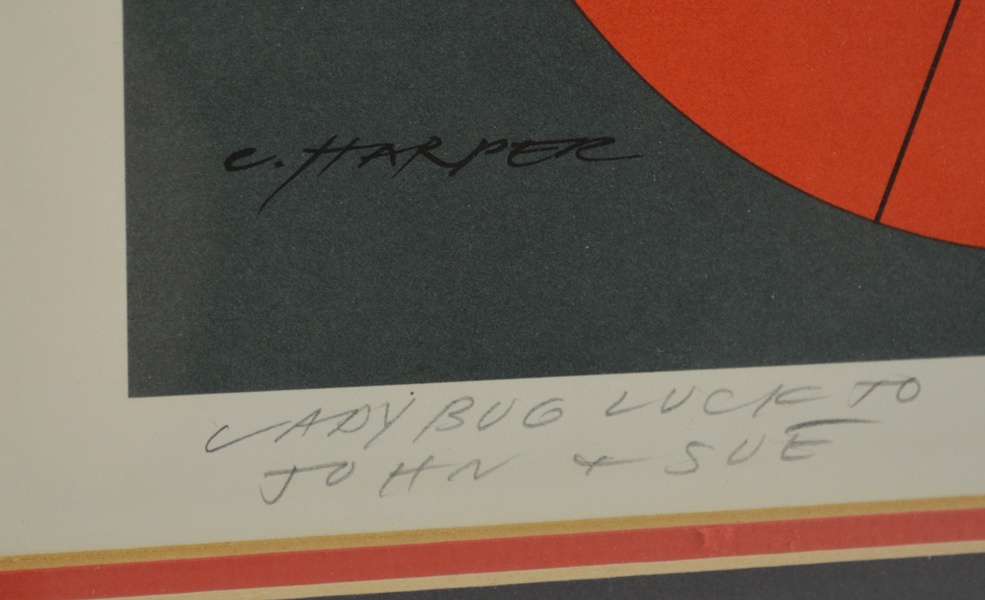 C. HARPER
LADYBUG LUCK TO
JOHN + SUE